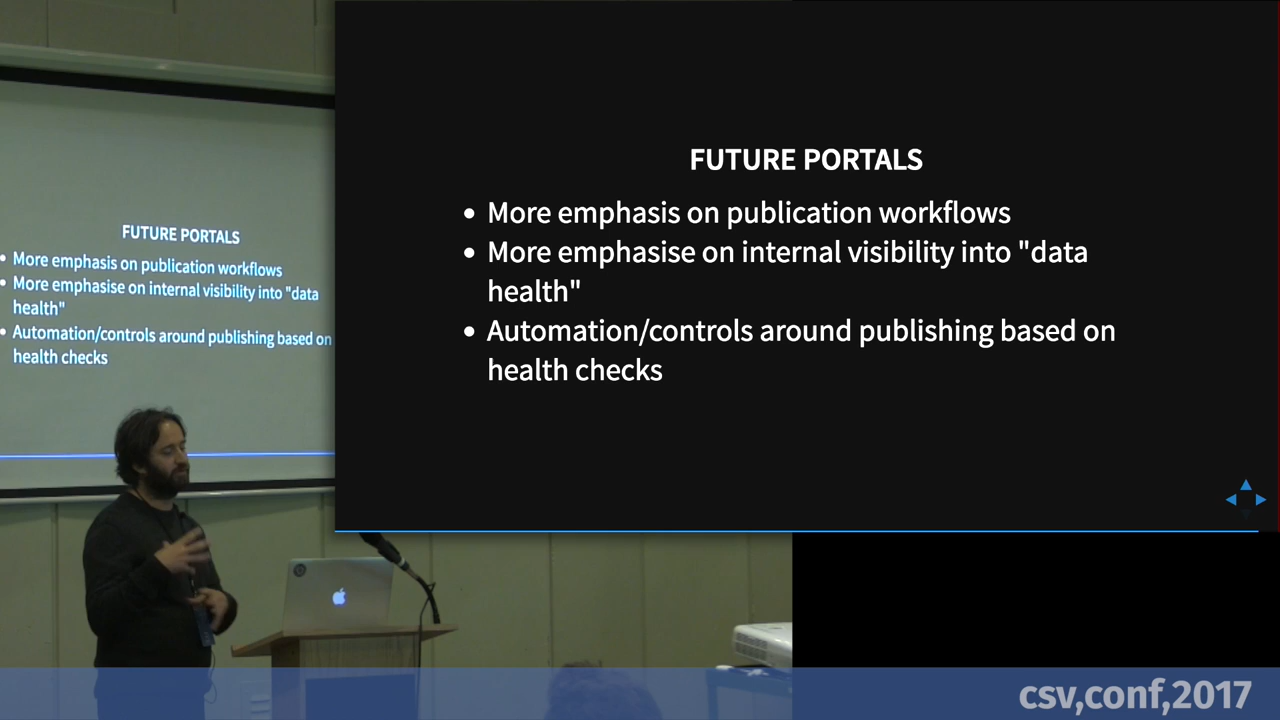 FUTURE PORTALS
• More emphasis on publication workflows
• More emphasise on internal visibility into "data
health"
• Automation/controls around publishing based on
health checks
FUTURE PORTALS
• More emphasis on publication workflows
• More emphasise on internal visibility into "data
health"
• Automation/controls around publishing based on
health checks
csv,conf,2017